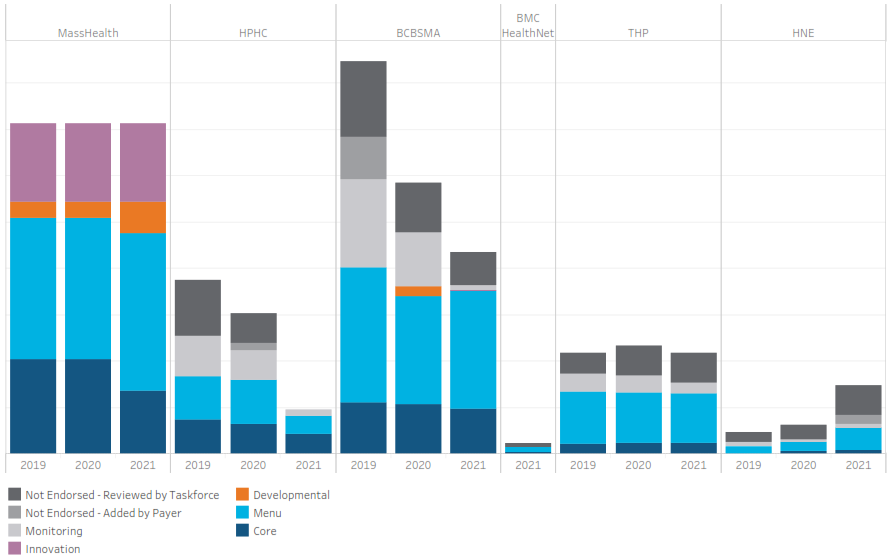 MassHealth HPHC BCBSMA BMC HealthNet THP HNE
2019 2020 2021 2019 2020 2021 2019 2020 2021 2021 2019 2020 2021 2019 2020 2021
Not Endorsed - Reviewed by Taskforce
Not Endorsed - Added by Payer
Monitoring
Innovation
Developmental
Menu
Core